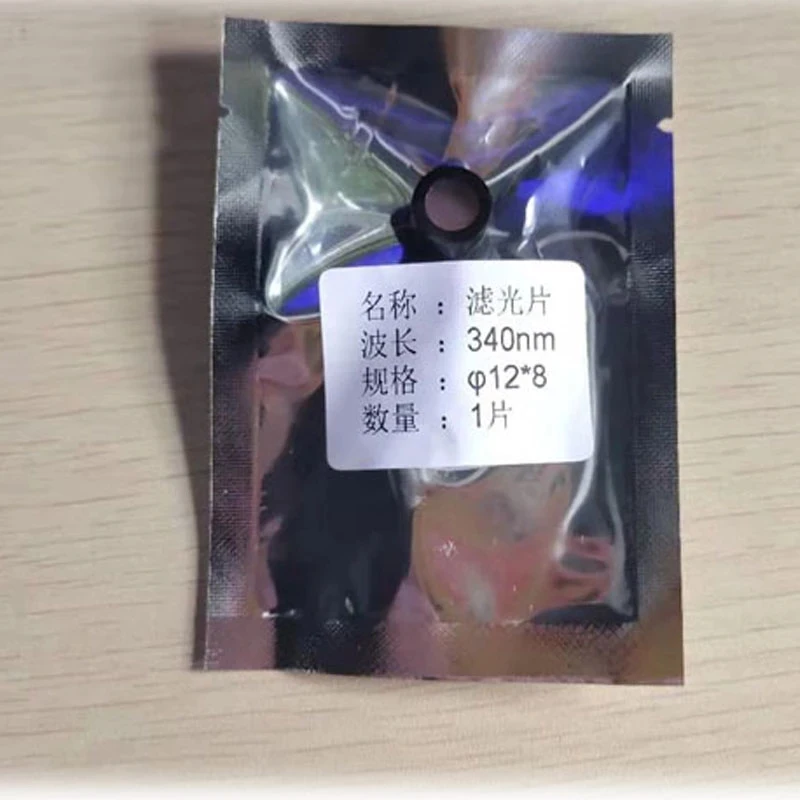 名称 : 滤光片
波长 : 340nm
规格 : φ12*8
数量 : 1片